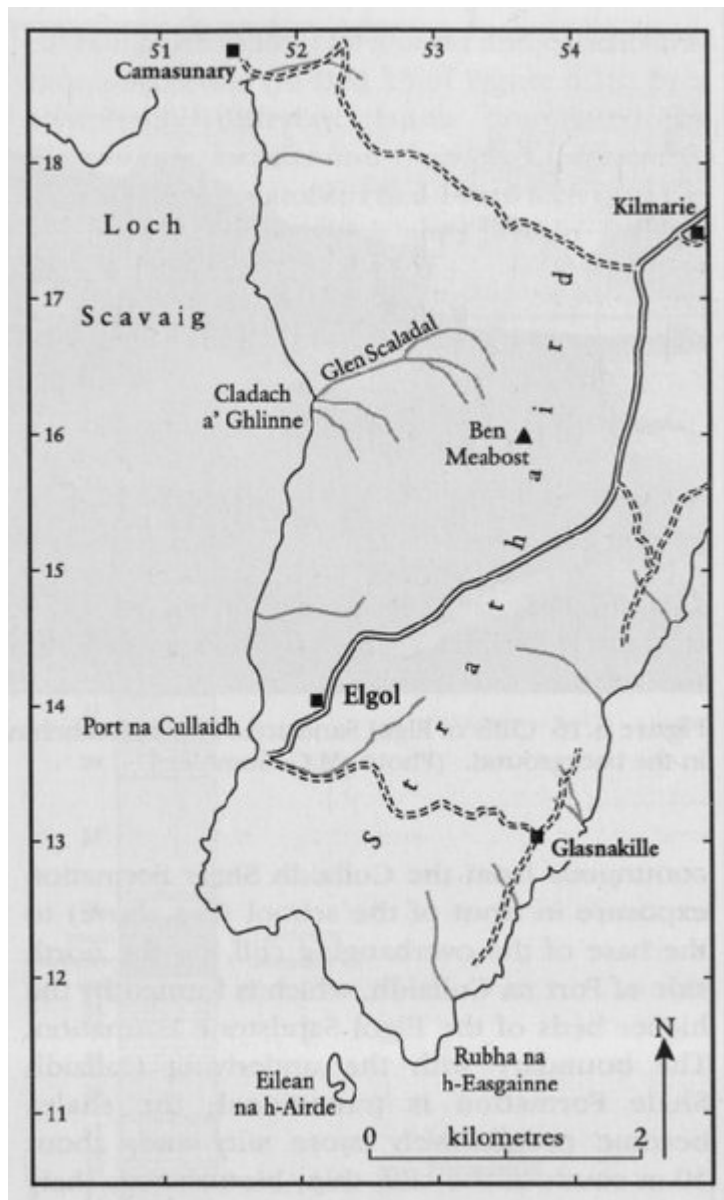 51 52 53 54
Camasunary
18
Loch
Kilmarie
17
Scavaig
Glen Scaladal
Cladach
a' Ghlinne
16
Ben
Meabost
15
Strathaird
14
Elgol
Port na Cullaidh
13
Glasnakille
12
Rubha na
h-Easgainne
Eilean
na h-Airde
11
N
0 kilometres 2